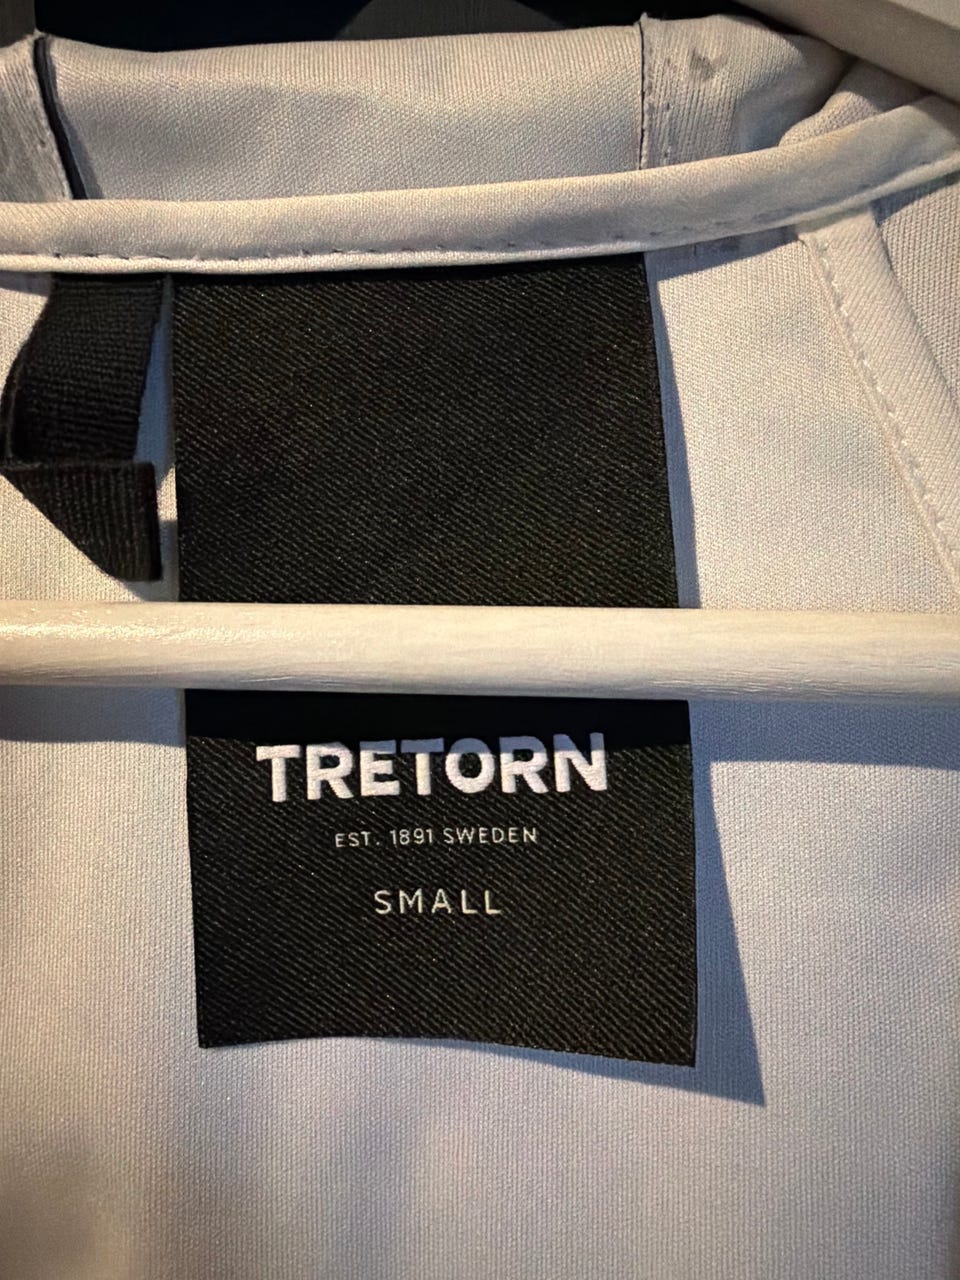 TRETORN
EST. 1891 SWEDEN
SMALL